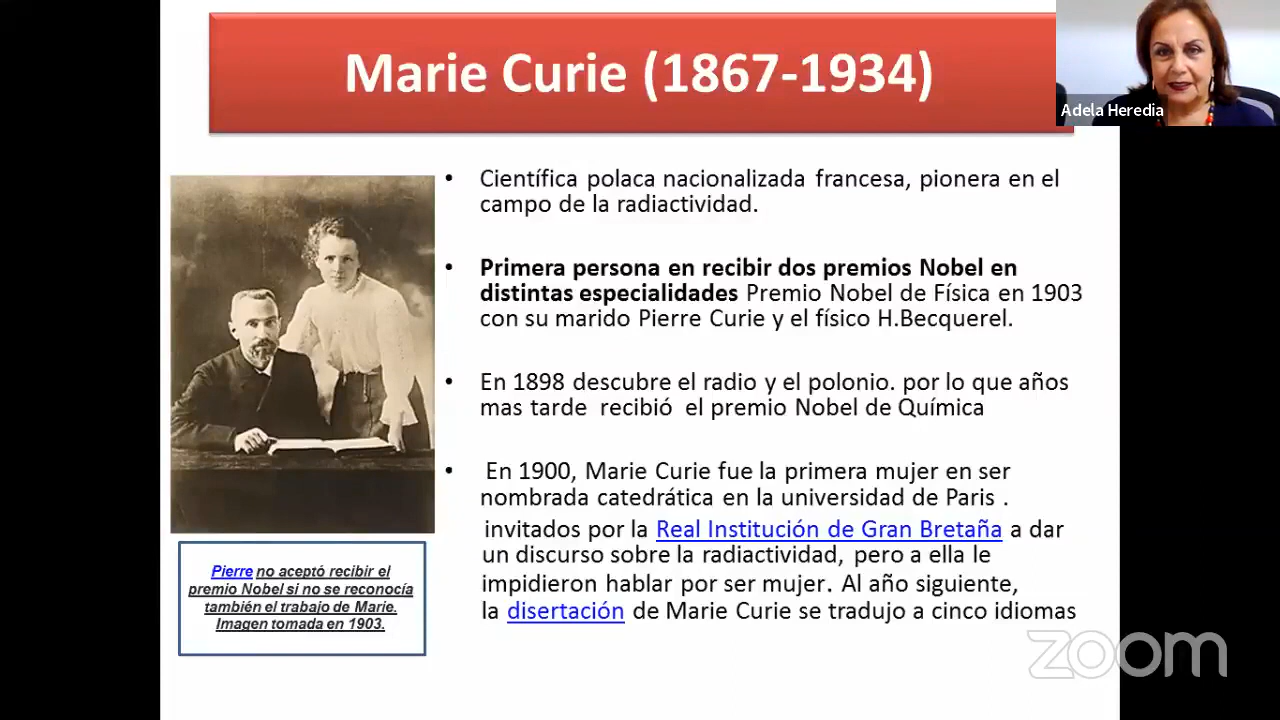 Marie Curie (1867-1934)
Adela Heredia
• Científica polaca nacionalizada francesa, pionera en el
campo de la radiactividad.
• Primera persona en recibir dos premios Nobel en
distintas especialidades Premio Nobel de Física en 1903
con su marido Pierre Curie y el físico H.Becquerel.
• En 1898 descubre el radio y el polonio. por lo que años
mas tarde recibió el premio Nobel de Química
• En 1900, Marie Curie fue la primera mujer en ser
nombrada catedrática en la universidad de Paris .
invitados por la Real Institución de Gran Bretaña a dar
un discurso sobre la radiactividad, pero a ella le
impidieron hablar por ser mujer. Al año siguiente,
la disertación de Marie Curie se tradujo a cinco idiomas
Pierre no aceptó recibir el
premio Nobel si no se reconocía
también el trabajo de Marie.
Imagen tomada en 1903.
zoom